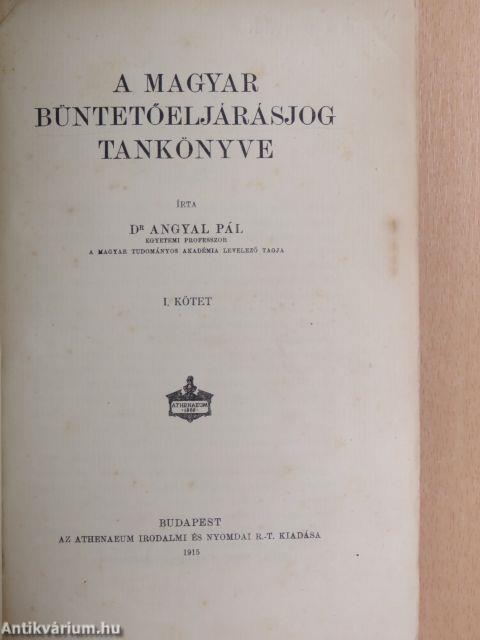 A MAGYAR
BÜNTETŐELJÁRÁSJOG
TANKÖNYVE
ÍRTA
DR ANGYAL PÁL
EGYETEMI PROFESSZOR
A MAGYAR TUDOMÁNYOS AKADÉMIA LEVELEZŐ TAGJA
I. KÖTET
ATHENAEUM
BUDAPEST
AZ ATHENAEUM IRODALMI ÉS NYOMDAI R.-T. KIADÁSA
1915
Antikvárium.hu